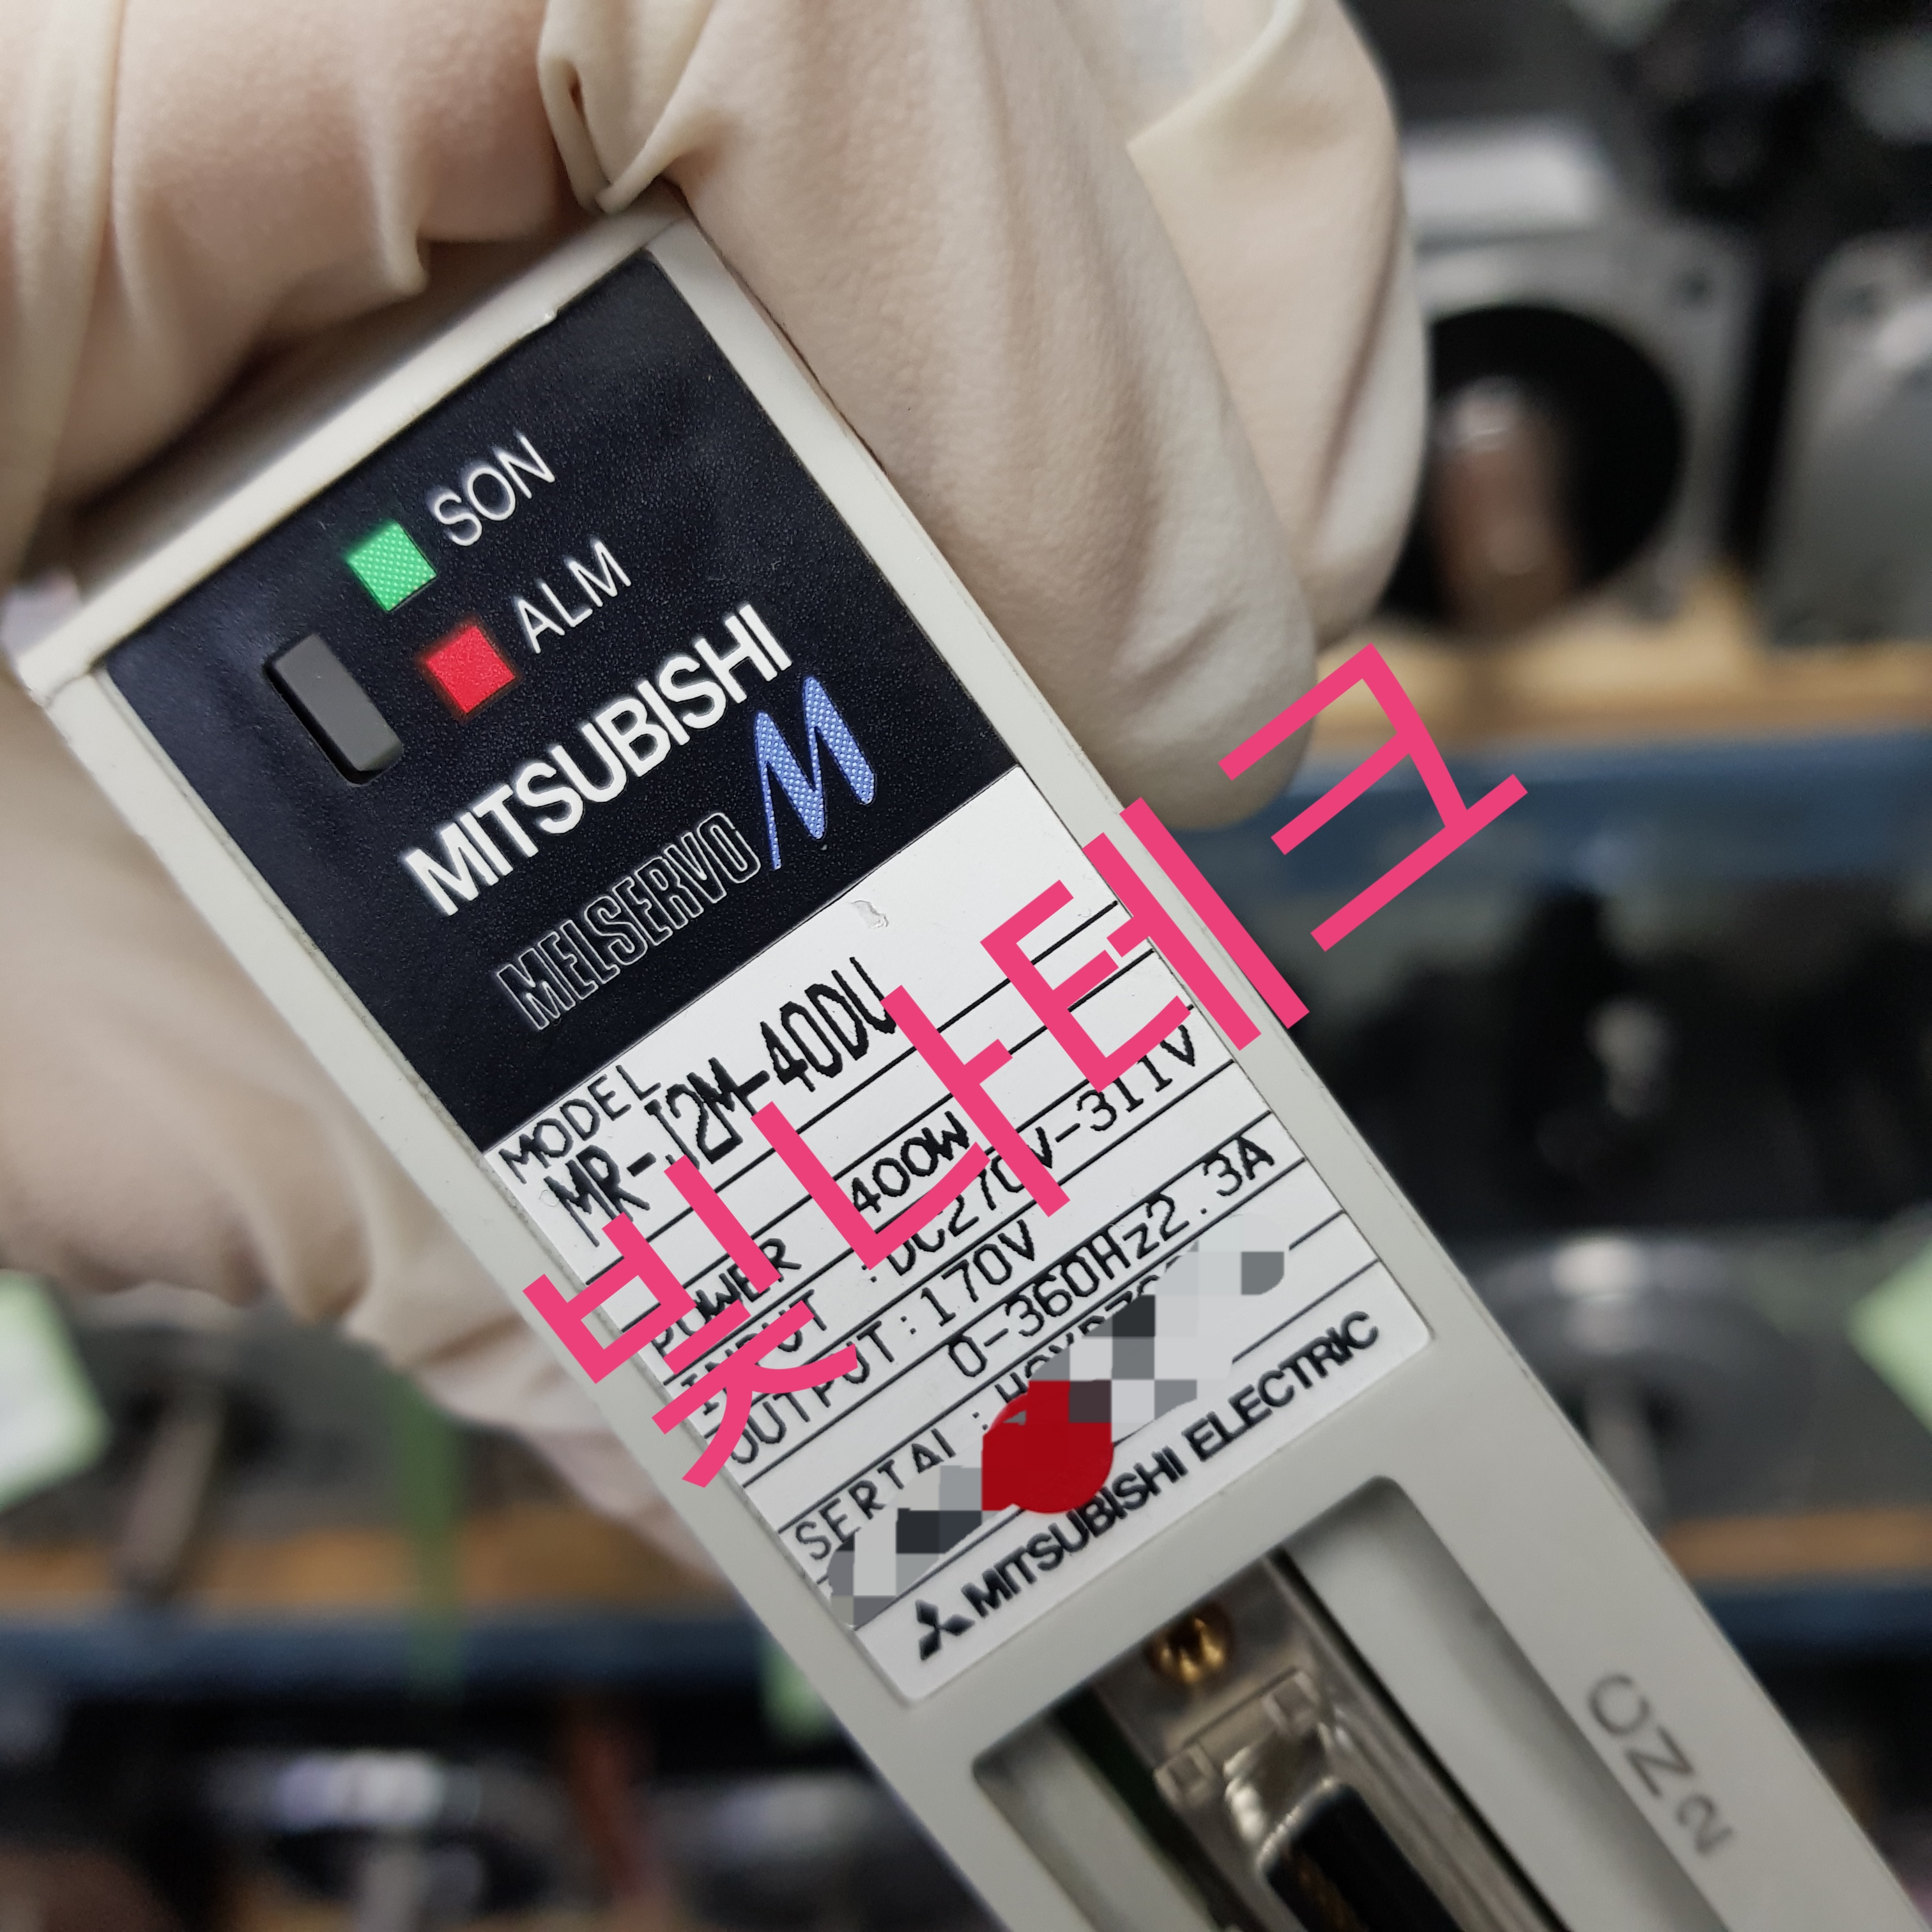 SON
ALM
MITSUBISHI
MELSERVO
MODEL
MR-J2M-40DU
POWER 400W
INPUT :DC270V-311V
OUTPUT:170V
0-360Hz2.3A
SERIAL:
MITSUBISHI ELECTRIC
CN2
빛나테크